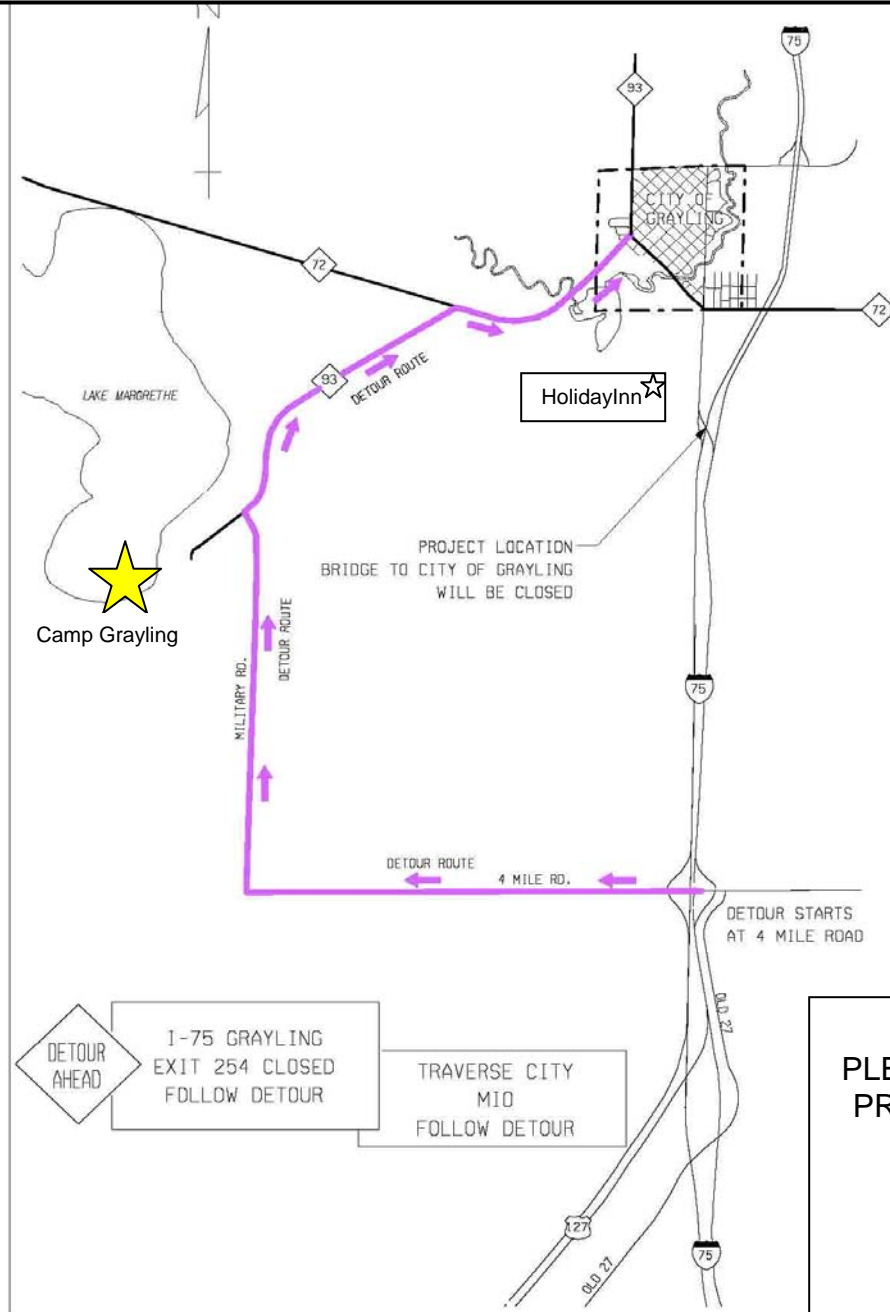 N
75
93
CITY OF
GRAYLING
72
72
93
DETOUR ROUTE
LAKE MARGRETHE
HolidayInn
PROJECT LOCATION
BRIDGE TO CITY OF GRAYLING
WILL BE CLOSED
Camp Grayling
MILITARY RD.
DETOUR ROUTE
75
DETOUR ROUTE
4 MILE RD.
DETOUR STARTS
AT 4 MILE ROAD
OLD 27
DETOUR
AHEAD
I-75 GRAYLING
EXIT 254 CLOSED
FOLLOW DETOUR
TRAVERSE CITY
MIO
FOLLOW DETOUR
PLE
PR
127
OLD 27
75